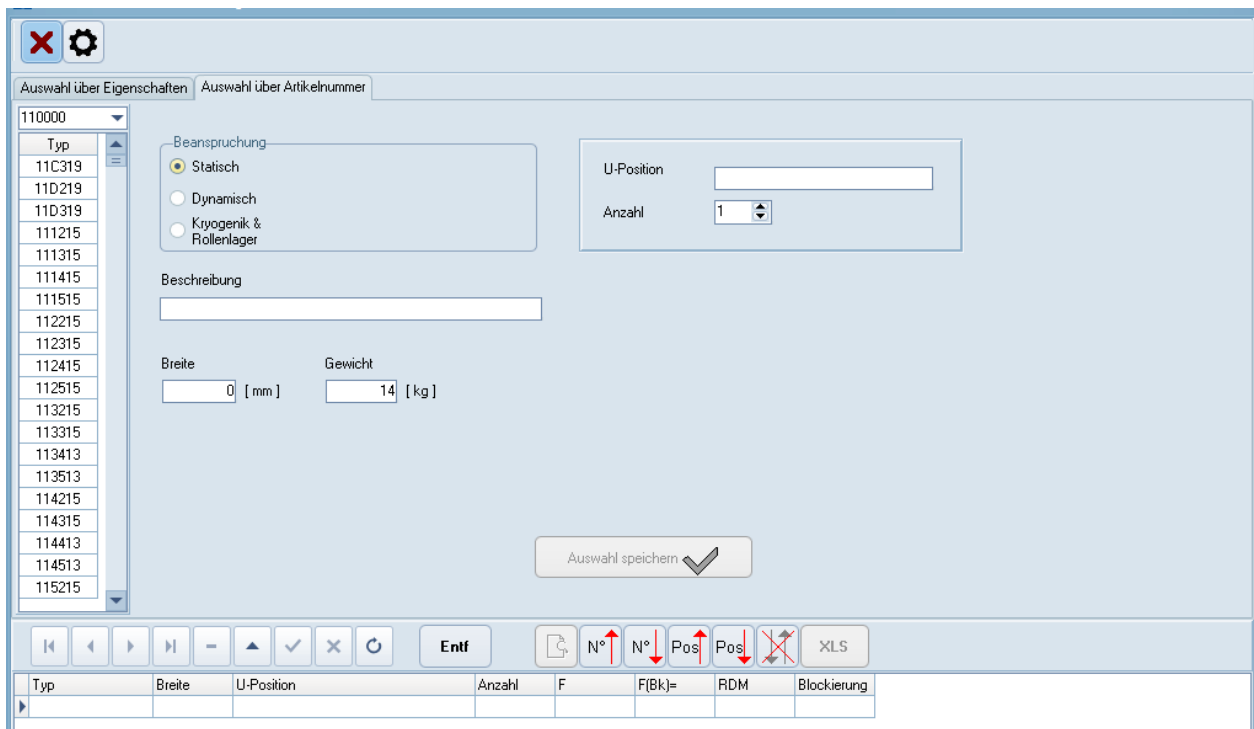 Auswahl über Eigenschaften
Auswahl über Artikelnummer
110000
Typ
11C319
11D219
11D319
111215
111315
111415
111515
112215
112315
112415
112515
113215
113315
113413
113513
114215
114315
114413
114513
115215
Beanspruchung
Statisch
Dynamisch
Kryogenik &
Rollenlager
U-Position
Anzahl
1
Beschreibung
Breite
0 [ mm ]
Gewicht
14 [ kg ]
Auswahl speichern
Entf
N°
N°
Pos
Pos
XLS
Typ
Breite
U-Position
Anzahl
F
F(Bk)=
RDM
Blockierung